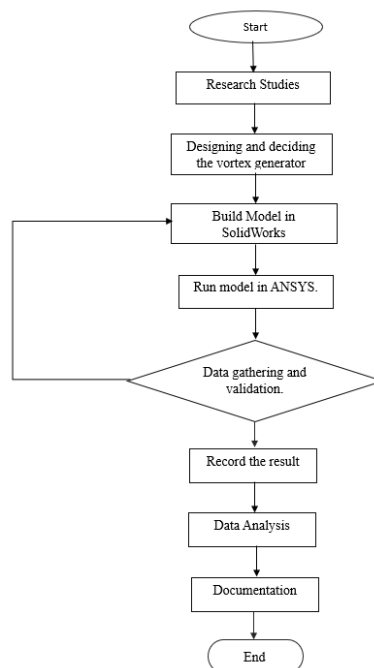 Start
Research Studies
Designing and deciding
the vortex generator
Build Model in
SolidWorks
Run model in ANSYS.
Data gathering and
validation.
Record the result
Data Analysis
Documentation
End